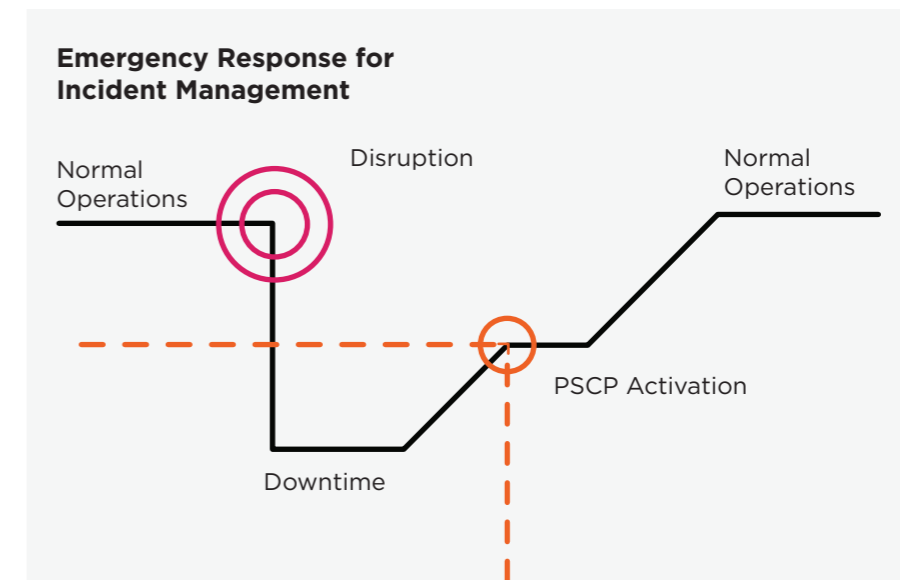 Emergency Response for
Incident Management
Normal
Operations
Disruption
Normal
Operations
PSCP Activation
Downtime